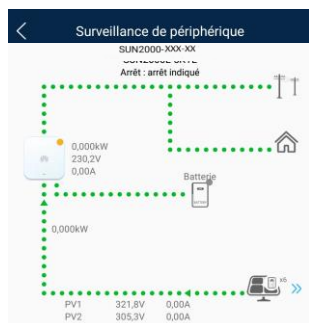 Surveillance de périphérique
SUN2000-XXX-XX
Arrêt : arrêt indiqué
0,000kW
230,2V
0,00A
Batterie
0,000kW
x6
PV1 321,8V 0,00A
PV2 305,3V 0,00A